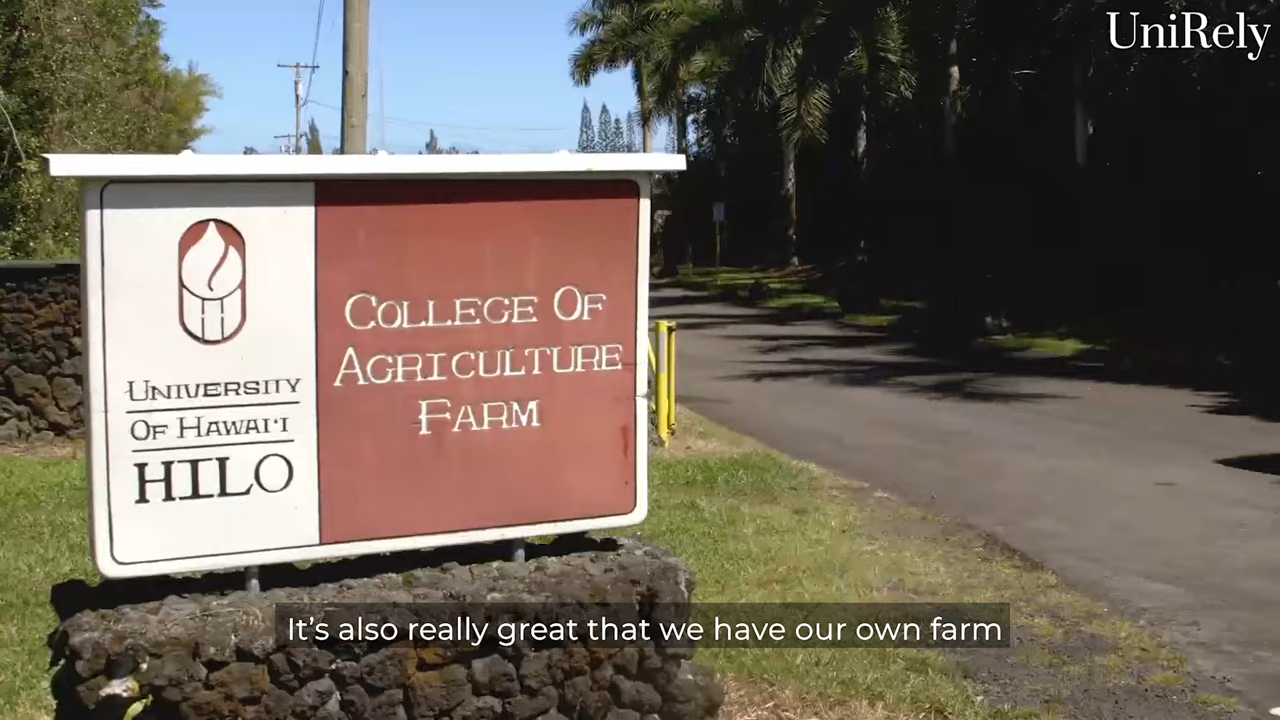 UniRely
UNIVERSITY
OF HAWAI‘I
HILO
COLLEGE OF
AGRICULTURE
FARM
It’s also really great that we have our own farm